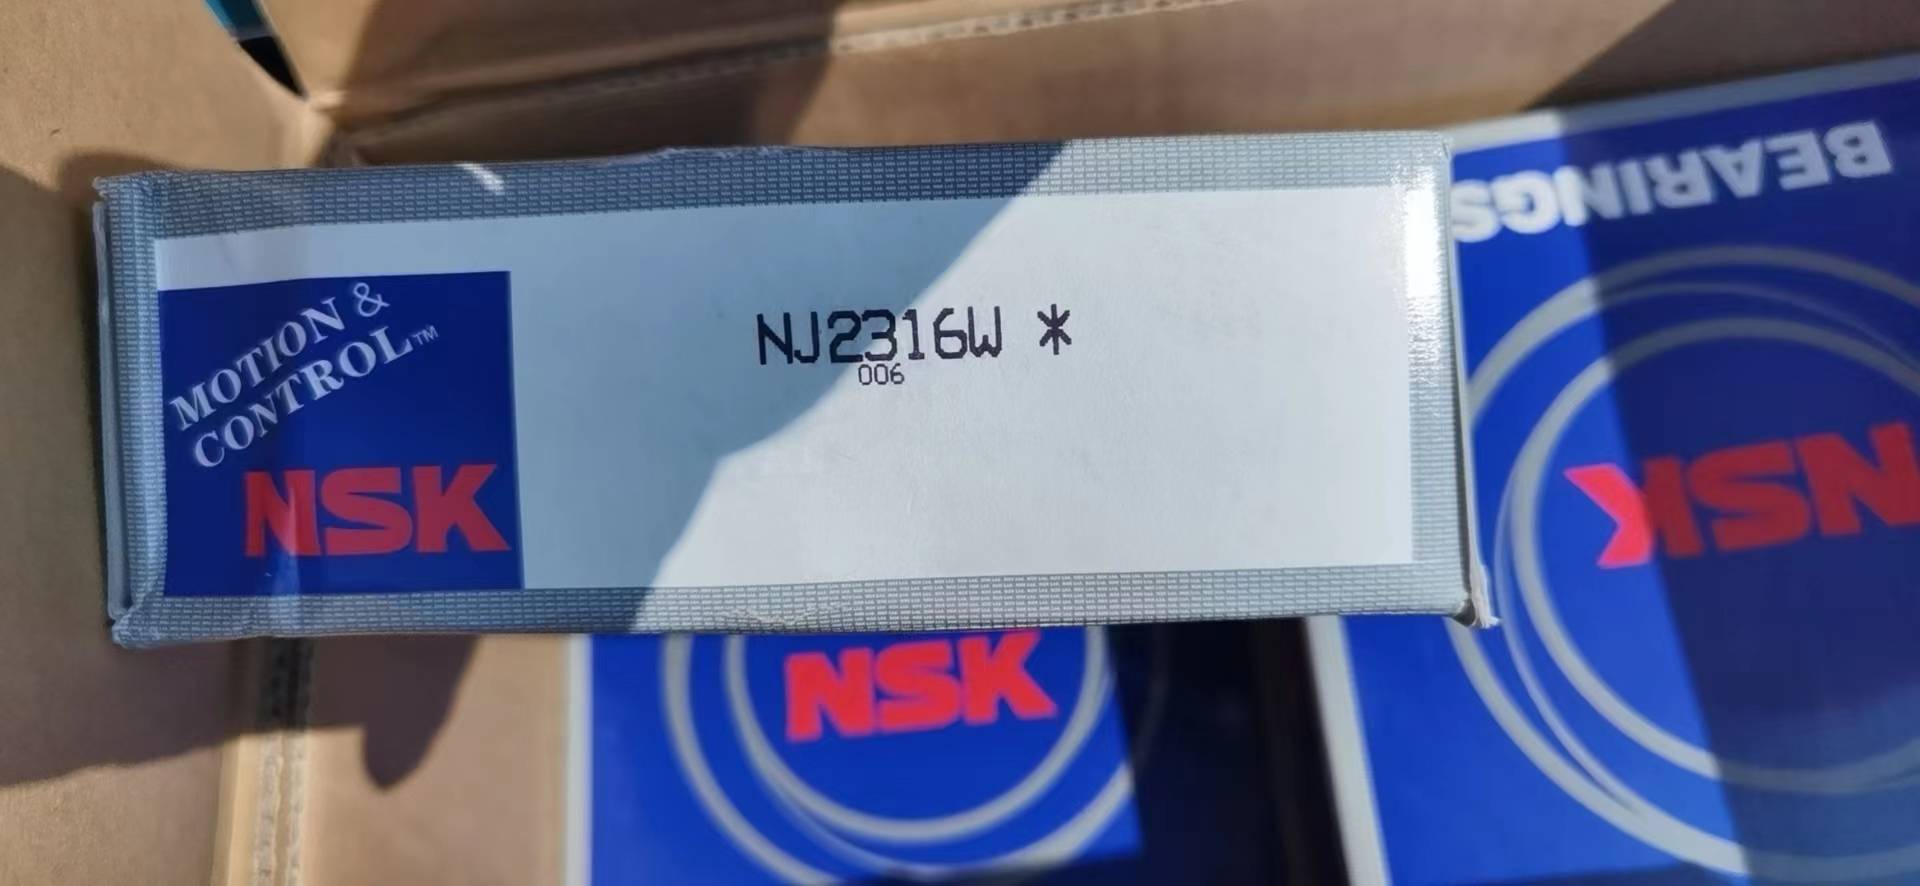 MOTION &
CONTROL™
NSK
NJ2316W *
006
BEARINGS
NSK
NSK